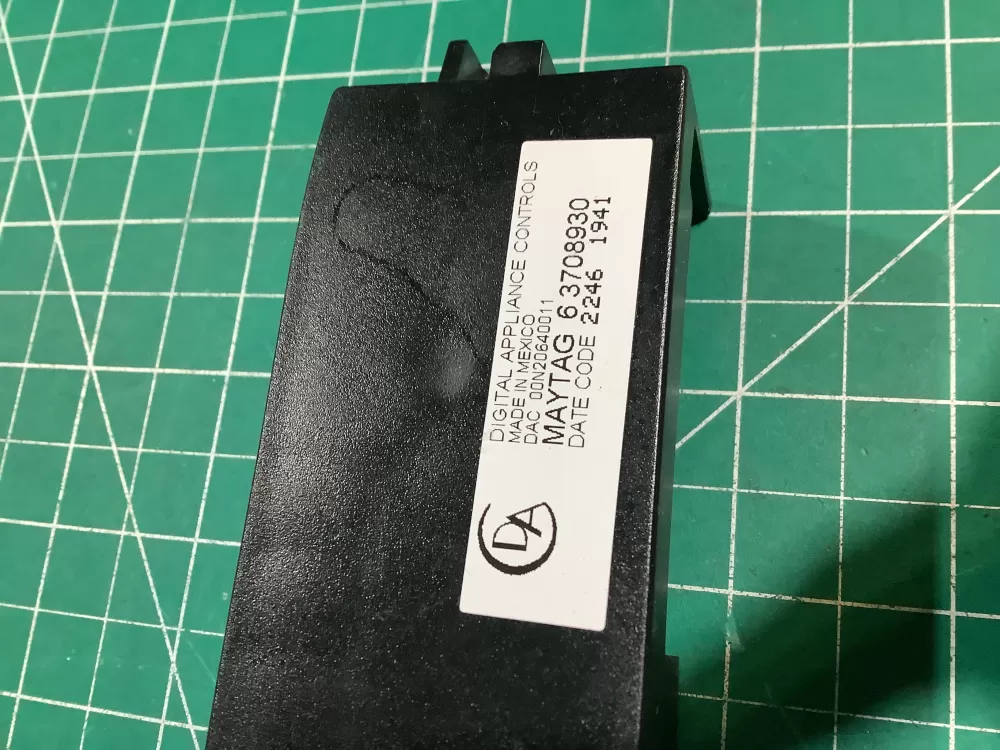 DIGITAL APPLIANCE CONTROLS
MADE IN MEXICO
DAC 00N20640011
MAYTAG 6 3708930
DATE CODE 2246 1941
DA